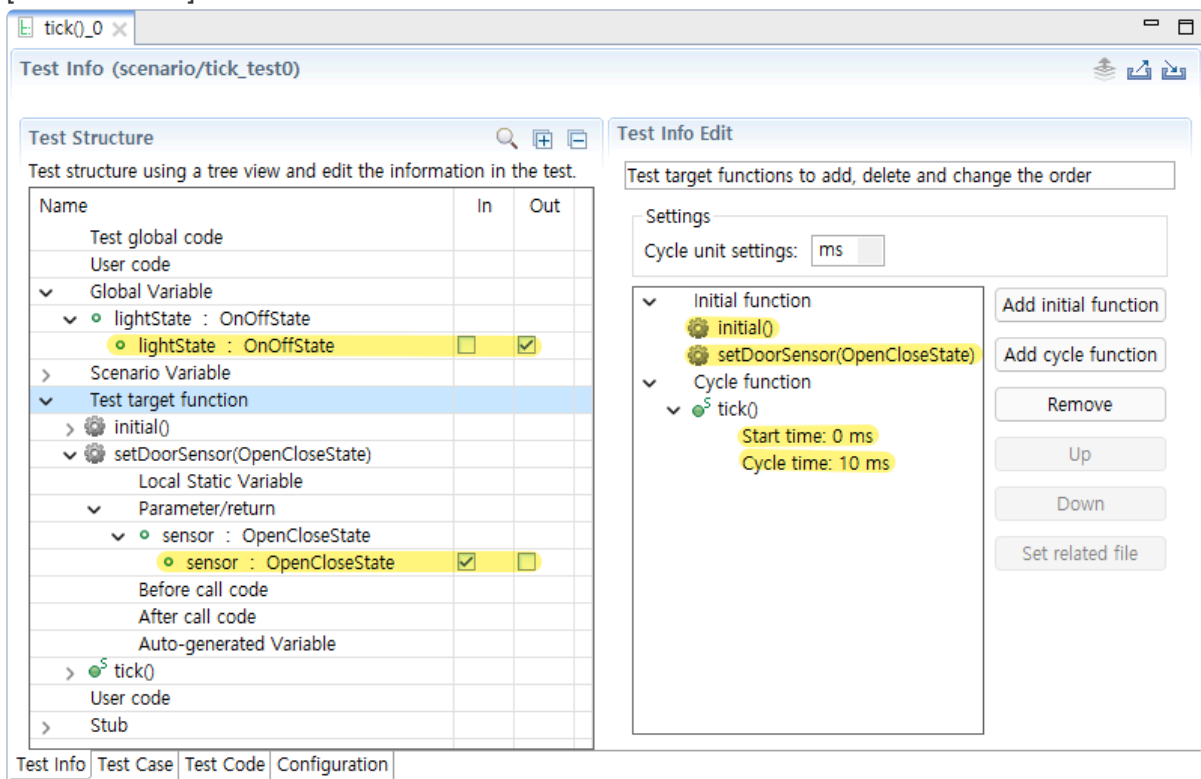 tick()_0
Test Info (scenario/tick_test0)
Test Structure
Test structure using a tree view and edit the information in the test.
Name In Out
Test global code
User code
Global Variable
lightState : OnOffState
lightState : OnOffState
Scenario Variable
Test target function
initial()
setDoorSensor(OpenCloseState)
Local Static Variable
Parameter/return
sensor : OpenCloseState
sensor : OpenCloseState
Before call code
After call code
Auto-generated Variable
S tick()
User code
Stub
Test Info Edit
Test target functions to add, delete and change the order
Settings
Cycle unit settings: ms
Initial function
initial()
setDoorSensor(OpenCloseState)
Cycle function
S tick()
Start time: 0 ms
Cycle time: 10 ms
Add initial function
Add cycle function
Remove
Up
Down
Set related file
Test Info Test Case Test Code Configuration